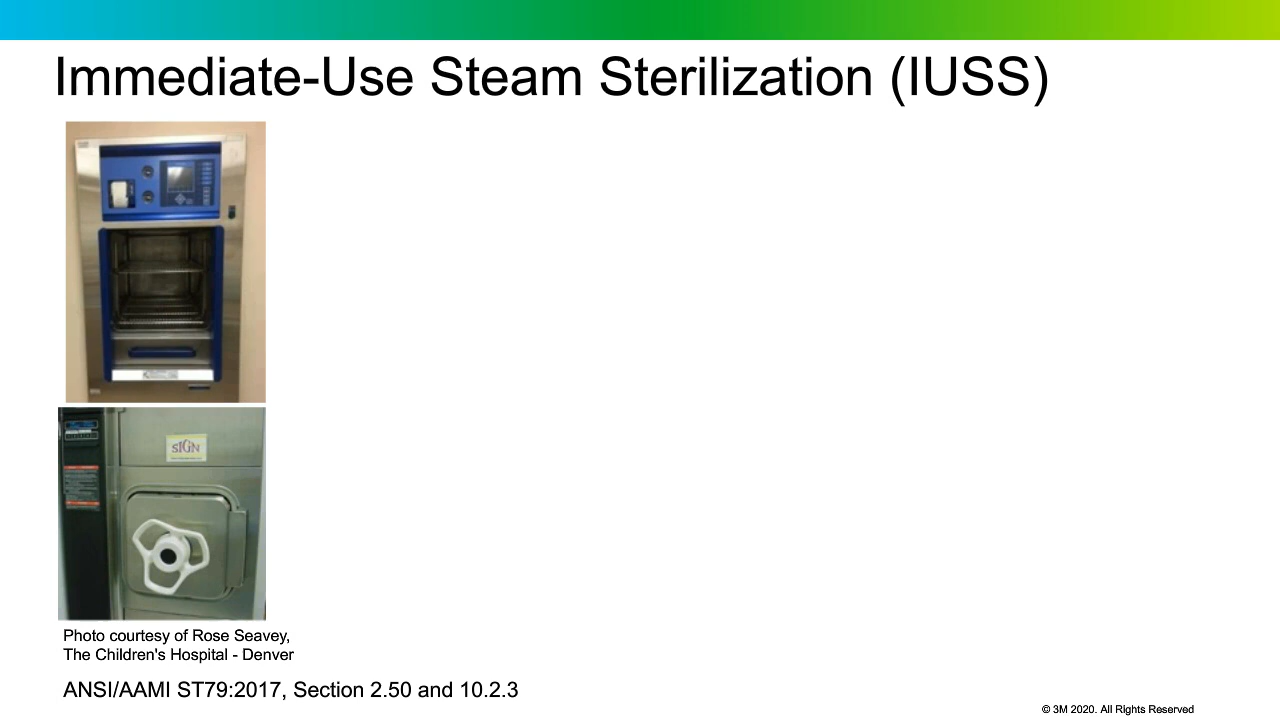 Immediate-Use Steam Sterilization (IUSS)
SIGN
Photo courtesy of Rose Seavey,
The Children's Hospital - Denver
ANSI/AAMI ST79:2017, Section 2.50 and 10.2.3
© 3M 2020. All Rights Reserved